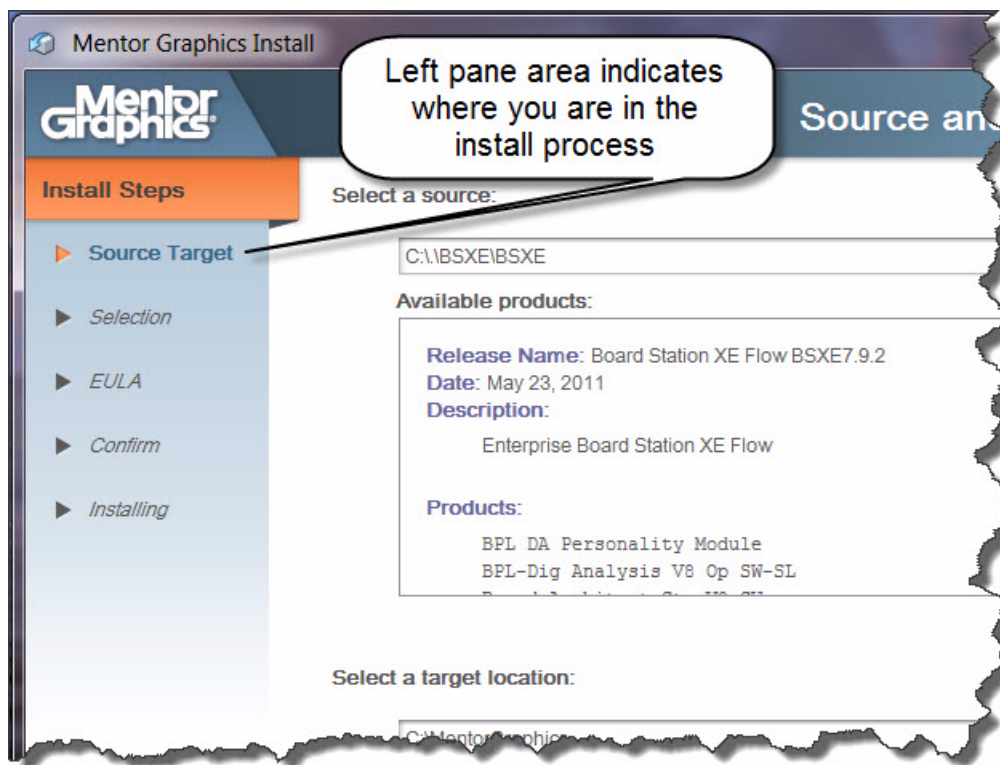 Mentor Graphics Install
Left pane area indicates
where you are in the
install process
Mentor
Graphics
Source
Install Steps
Source Target
Selection
EULA
Confirm
Installing
Select a source:
C:\.\BSXE\BSXE
Available products:
Release Name: Board Station XE Flow BSXE7.9.2
Date: May 23, 2011
Description:
Enterprise Board Station XE Flow
Products:
BPL DA Personality Module
BPL-Dig Analysis V8 Op SW-SL
Select a target location: